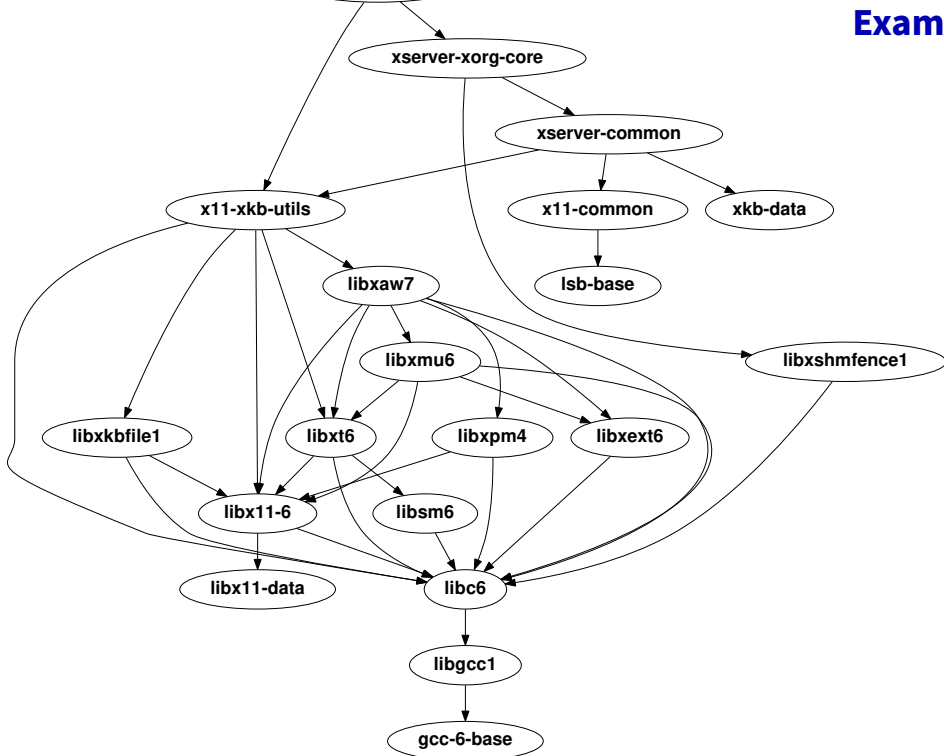 Exam
xserver-xorg-core
xserver-common
x11-xkb-utils
x11-common
xkb-data
libxaw7
lsb-base
libxmu6
libxshmfence1
libxkbfile1
libxt6
libxpm4
libxext6
libx11-6
libsm6
libx11-data
libc6
libgcc1
gcc-6-base